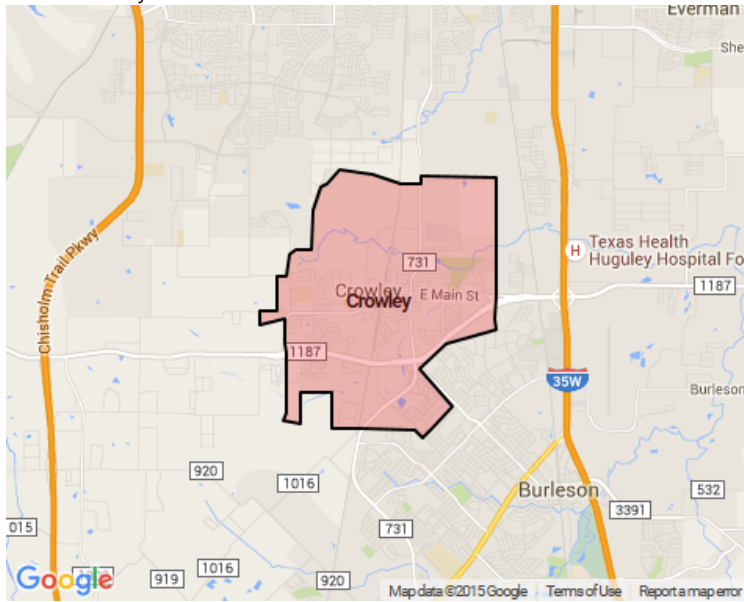 Everman
She
Chisholm Trail Pkwy
Texas Health
Huguley Hospital Fo
H
731
1187
Crowley
E Main St
Crowley
1187
35W
Burleson
920
1016
Burleson
532
3391
731
1015
1016
919
920
Google
Map data ©2015 Google
Terms of Use
Report a map error